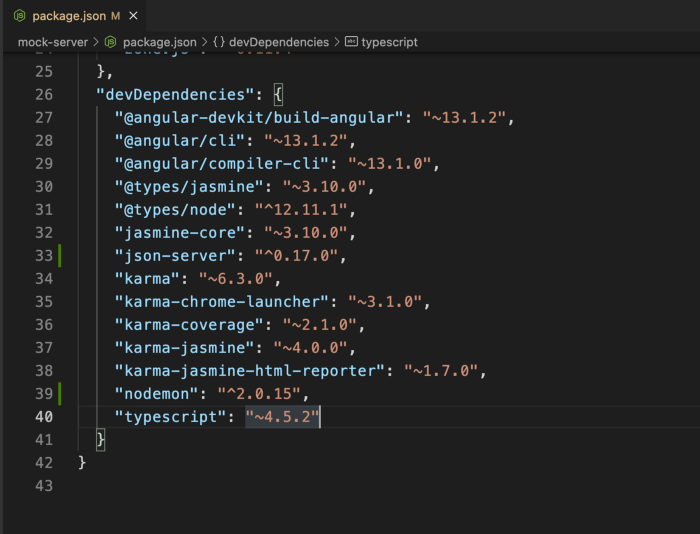 package.json M
mock-server > package.json > {} devDependencies > abc typescript
25 },
26 "devDependencies": {
27 "@angular-devkit/build-angular": "~13.1.2",
28 "@angular/cli": "~13.1.2",
29 "@angular/compiler-cli": "~13.1.0",
30 "@types/jasmine": "~3.10.0",
31 "@types/node": "^12.11.1",
32 "jasmine-core": "~3.10.0",
33 "json-server": "^0.17.0",
34 "karma": "~6.3.0",
35 "karma-chrome-launcher": "~3.1.0",
36 "karma-coverage": "~2.1.0",
37 "karma-jasmine": "~4.0.0",
38 "karma-jasmine-html-reporter": "~1.7.0",
39 "nodemon": "^2.0.15",
40 "typescript": "~4.5.2"
41 }
42 }
43